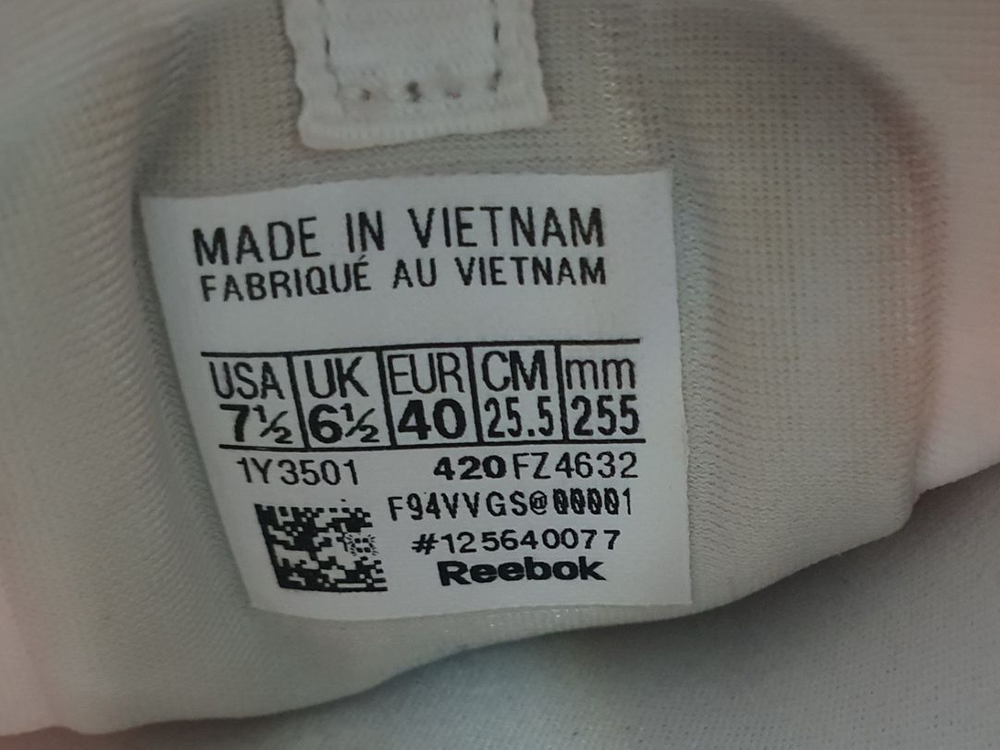 MADE IN VIETNAM
FABRIQUÉ AU VIETNAM
USA UK EUR CM mm
7½ 6½ 40 25.5 255
1Y3501 420 FZ4632
F94VVGS@00001
#125640077
Reebok